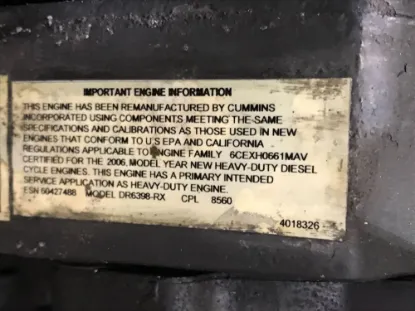 IMPORTANT ENGINE INFORMATION
THIS ENGINE HAS BEEN REMANUFACTURED BY CUMMINS
INCORPORATED USING COMPONENTS MEETING THE SAME
SPECIFICATIONS AND CALIBRATIONS AS THOSE USED IN NEW
ENGINES THAT CONFORM TO U.S EPA AND CALIFORNIA
REGULATIONS APPLICABLE TO ENGINE FAMILY 6CEXH0661MAV
CERTIFIED FOR THE 2006, MODEL YEAR NEW HEAVY-DUTY DIESEL
CYCLE ENGINES. THIS ENGINE HAS A PRIMARY INTENDED
SERVICE APPLICATION AS HEAVY-DUTY ENGINE.
ESN 60427488 MODEL DR6398-RX CPL 8560
4018326